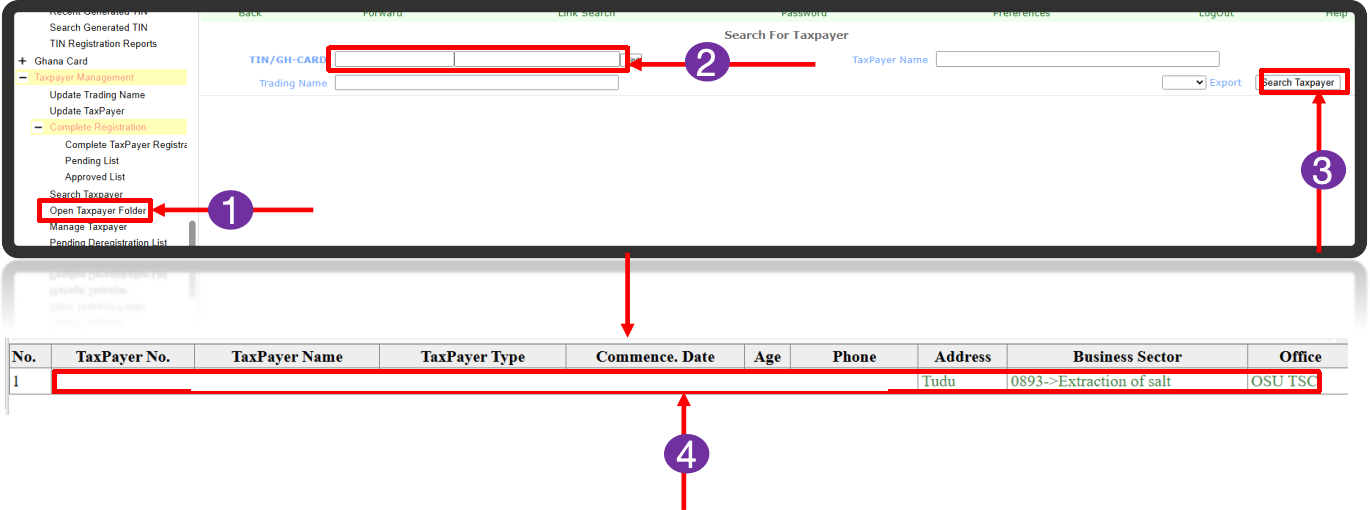 Recent Generated TIN
Search Generated TIN
TIN Registration Reports
+ Ghana Card
− Taxpayer Management
Update Trading Name
Update TaxPayer
− Complete Registration
Complete TaxPayer Registra
Pending List
Approved List
Search Taxpayer
Open Taxpayer Folder
Manage Taxpayer
Pending Deregistration List
Back Forward Link Search Password Preferences LogOut Help
Search For Taxpayer
TIN/GH-CARD TaxPayer Name
Trading Name Export Search Taxpayer
1
2
3
No. TaxPayer No. TaxPayer Name TaxPayer Type Commence. Date Age Phone Address Business Sector Office
1 Tudu 0893->Extraction of salt OSU TSC
4